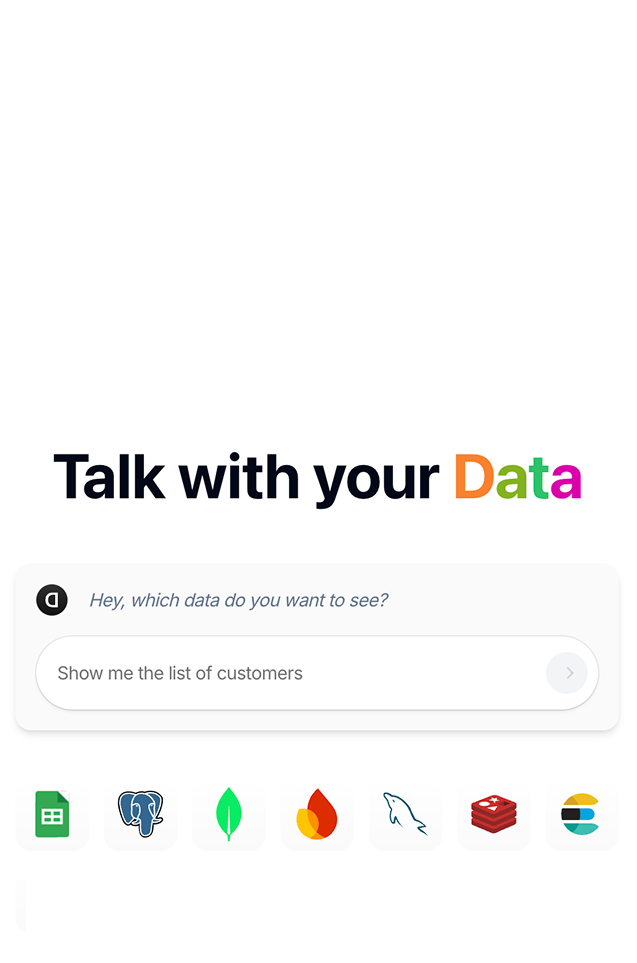 Talk with your Data
Hey, which data do you want to see?
Show me the list of customers